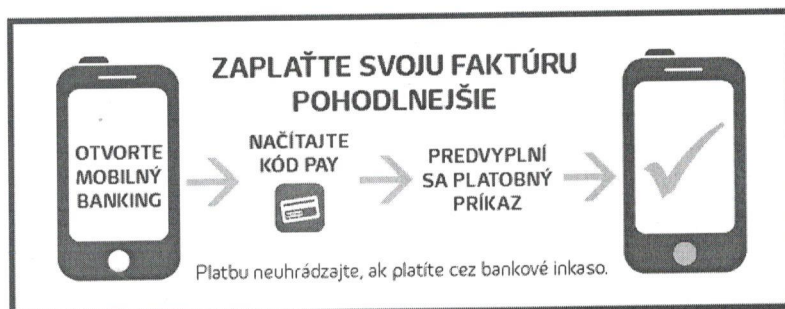 ZAPLAŤTE SVOJU FAKTÚRU
POHODLNEJŠIE
OTVORTE
MOBILNÝ
BANKING
NAČÍTAJTE
KÓD PAY
PREDVYPLNÍ
SA PLATOBNÝ
PRÍKAZ
Platbu neuhrádzajte, ak platíte cez bankové inkaso.